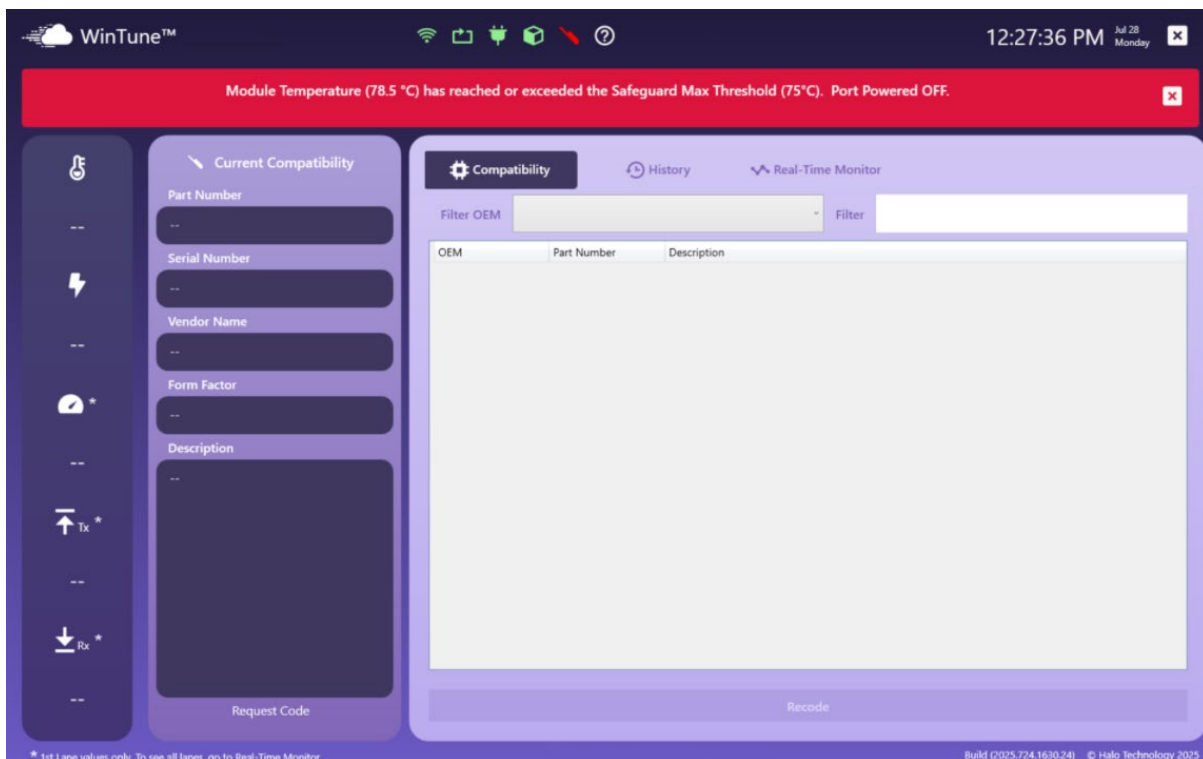 WinTune™
12:27:36 PM
Jul 28
Monday
Module Temperature (78.5 °C) has reached or exceeded the Safeguard Max Threshold (75°C). Port Powered OFF.
--
--
*
--
Tx *
--
Rx *
--
Current Compatibility
Part Number
--
Serial Number
--
Vendor Name
--
Form Factor
--
Description
--
Request Code
Compatibility
History
Real-Time Monitor
Filter OEM
Filter
OEM Part Number Description
Recode
* 1st Lane values only. To see all lanes, go to Real-Time Monitor
Build (2025.724.1630.24) © Halo Technology 2025